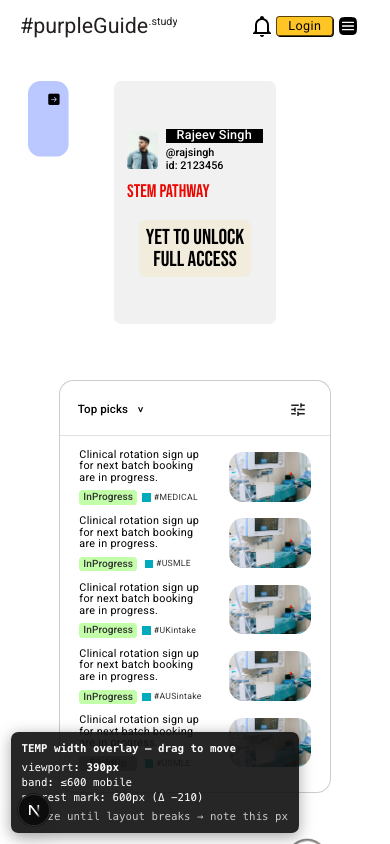 #purpleGuide.study
Login
Rajeev Singh
@rajsingh
id: 2123456
STEM PATHWAY
YET TO UNLOCK
FULL ACCESS
Top picks v
Clinical rotation sign up
for next batch booking
are in progress.
InProgress #MEDICAL
Clinical rotation sign up
for next batch booking
are in progress.
InProgress #USMLE
Clinical rotation sign up
for next batch booking
are in progress.
InProgress #UKintake
Clinical rotation sign up
for next batch booking
are in progress.
InProgress #AUSintake
Clinical rotation sign up
for next batch booking
#USMLE
TEMP width overlay — drag to move
viewport: 390px
band: ≤600 mobile
mark: 600px (Δ −210)
N
until layout breaks → note this px